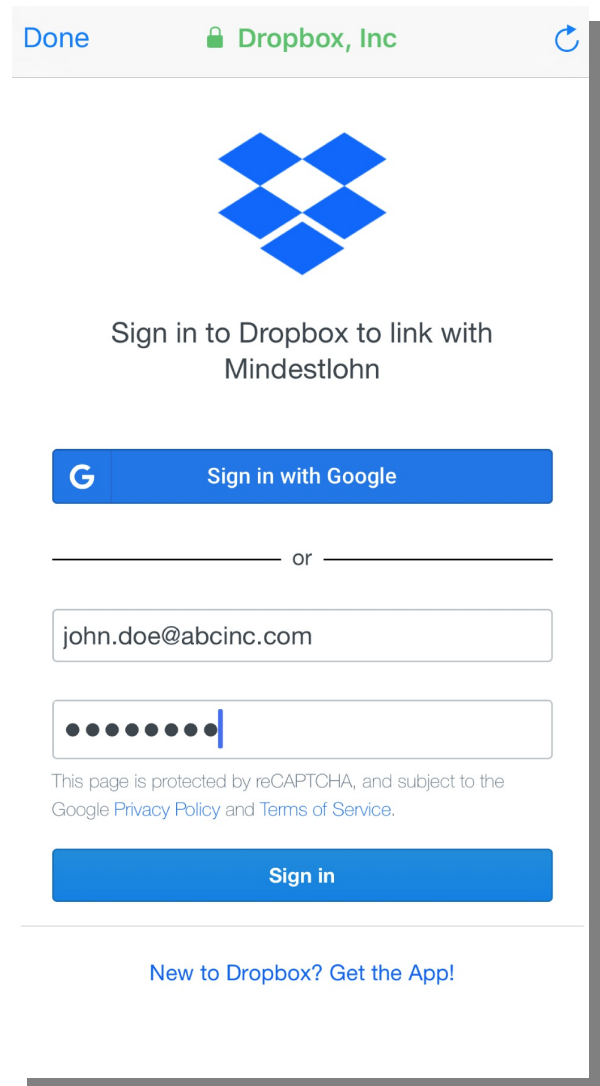 Done
Dropbox, Inc
Sign in to Dropbox to link with
Mindestlohn
G
Sign in with Google
or
john.doe@abcinc.com
••••••••
This page is protected by reCAPTCHA, and subject to the
Google Privacy Policy and Terms of Service.
Sign in
New to Dropbox? Get the App!